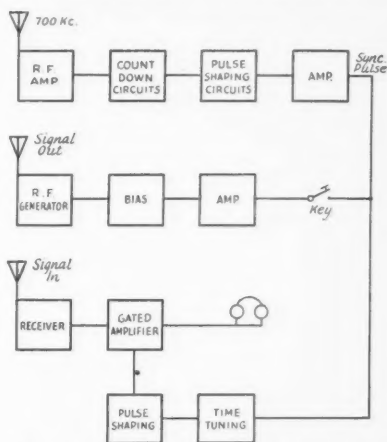 700 Kc.
R.F.
AMP
COUNT
DOWN
CIRCUITS
PULSE
SHAPING
CIRCUITS
AMP.
Sync.
Pulse
Signal
Out
R.F.
GENERATOR
BIAS
AMP
Key
Signal
In
RECEIVER
GATED
AMPLIFIER
PULSE
SHAPING
TIME
TUNING